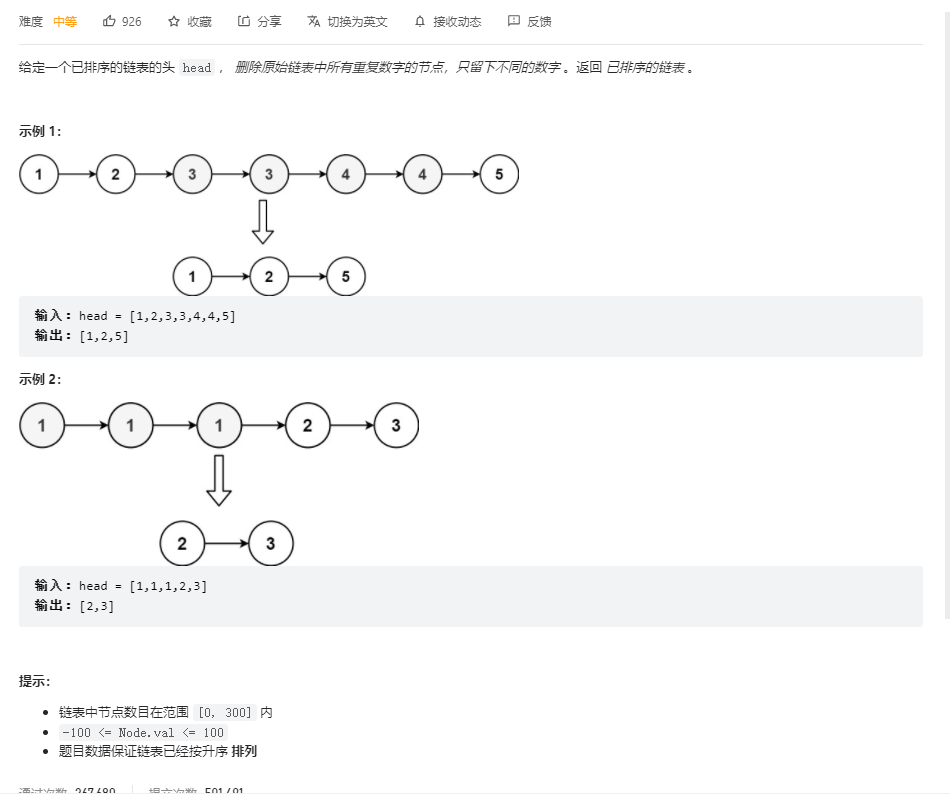 难度 中等 926 收藏 分享 切换为英文 接收动态 反馈
给定一个已排序的链表的头 head ， 删除原始链表中所有重复数字的节点，只留下不同的数字 。返回 已排序的链表 。
示例 1：
1 2 3 3 4 4 5
1 2 5
输入：head = [1,2,3,3,4,4,5]
输出：[1,2,5]
示例 2：
1 1 1 2 3
2 3
输入：head = [1,1,1,2,3]
输出：[2,3]
提示：
链表中节点数目在范围 [0, 300] 内
-100 <= Node.val <= 100
题目数据保证链表已经按升序 排列